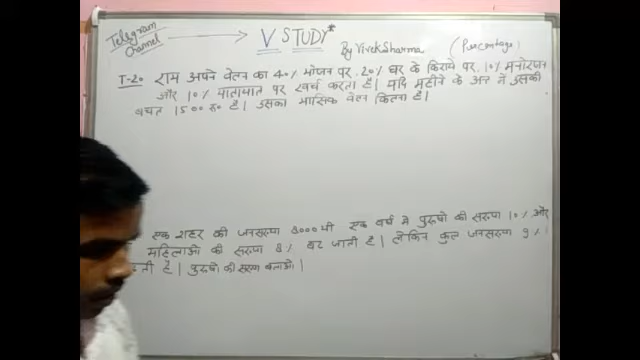 Telegram Channel
V STUDY
By Vivek Sharma
(Percentage)
T-20 राम अपने वेतन का 40% भोजन पर 20% घर के किराये पर, 10% मनोरंजन
और 10% यातायात पर खर्च करता है। यदि महीने के अन्त में उसकी
बचत 1500 रु० है। उसका मासिक वेतन कितना है।
एक शहर की जनसंख्या 8000 थी एक वर्ष मे पुरुषो की संख्या 10% और
महिलाओ की संख्या 8% बढ जाती है। लेकिन कुल जनसंख्या 9%
है। पुरुषो की संख्या बताओ।